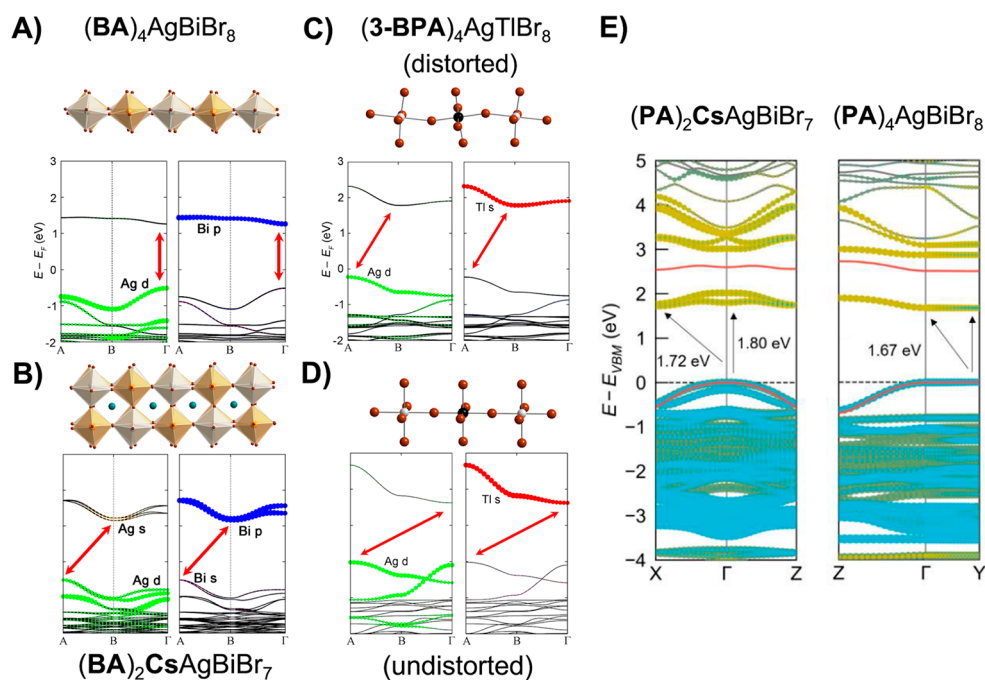 A)
(BA)₄AgBiBr₈
3
2
1
0
-1
-2
E − E_F (eV)
Bi p
Ag d
A
B
Γ
A
B
Γ
B)
Ag s
Bi p
Ag d
Bi s
A
B
Γ
A
B
Γ
(BA)₂CsAgBiBr₇
C)
(3-BPA)₄AgTlBr₈
(distorted)
3
2
1
0
-1
-2
E − E_F (eV)
Tl s
Ag d
A
B
Γ
A
B
Γ
D)
Tl s
Ag d
A
B
Γ
A
B
Γ
(undistorted)
E)
(PA)₂CsAgBiBr₇
(PA)₄AgBiBr₈
5
4
3
2
1
0
−1
−2
−3
−4
E − E_VBM (eV)
1.72 eV
1.80 eV
1.67 eV
X
Γ
Z
Z
Γ
Y